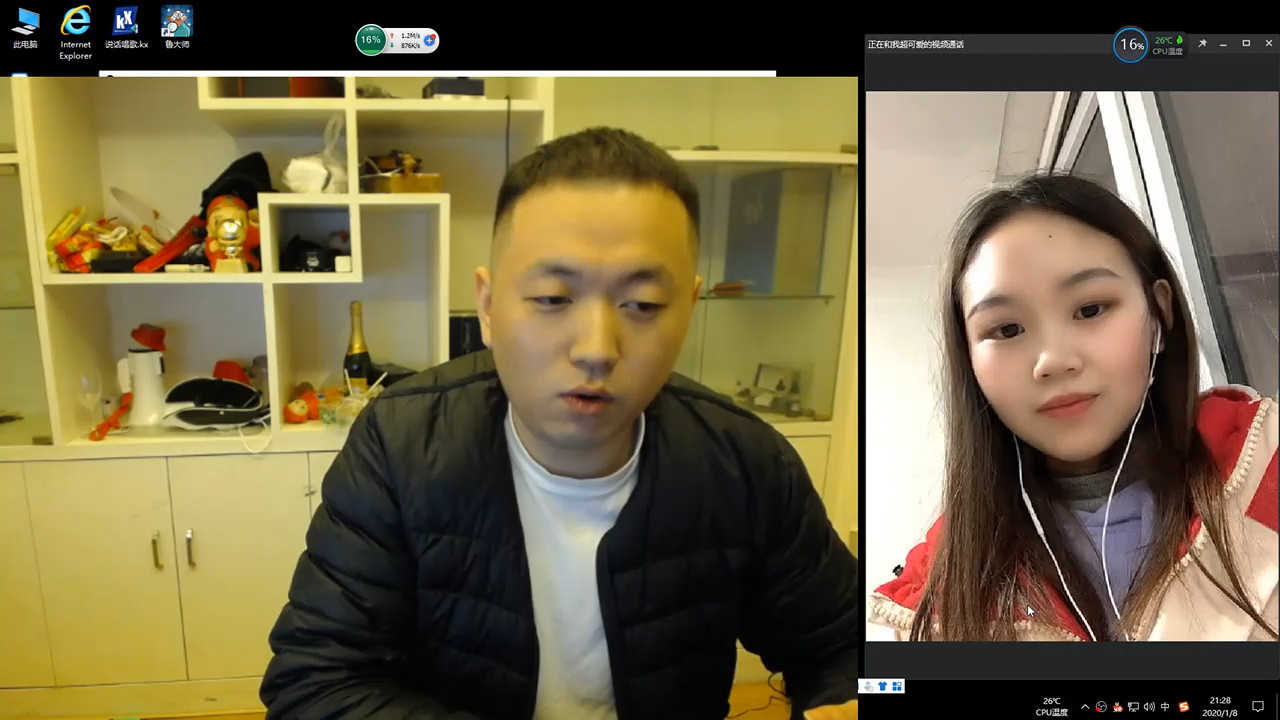 此电脑
Internet
Explorer
说话唱歌.kx
鲁大师
16%
1.2M/s
876K/s
正在和我超可爱的视频通话
16%
26℃
CPU温度
26℃
CPU温度
中
21:28
2020/1/8